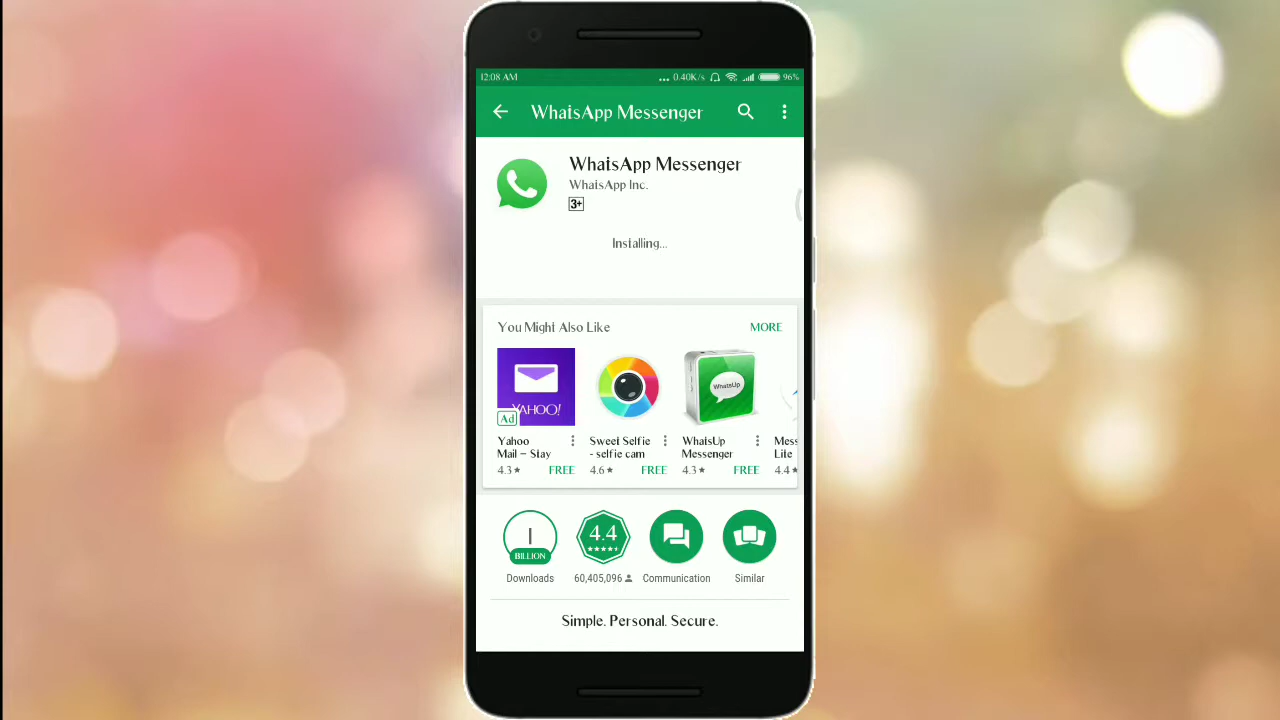 12:08 AM
... 0.40K/s
96%
WhatsApp Messenger
WhatsApp Messenger
WhatsApp Inc.
3+
Installing...
You Might Also Like
MORE
YAHOO!
Ad
WhatsUp
Yahoo
Mail – Stay
4.3★
FREE
Sweet Selfie
- selfie cam
4.6★
FREE
WhatsUp
Messenger
4.3★
FREE
Mess
Lite
4.4★
1
BILLION
Downloads
4.4
60,405,096
Communication
Similar
Simple. Personal. Secure.